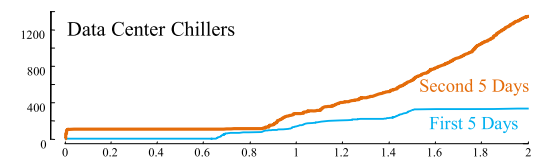 Data Center Chillers
1200
800
400
0
Second 5 Days
First 5 Days
0 0.2 0.4 0.6 0.8 1 1.2 1.4 1.6 1.8 2